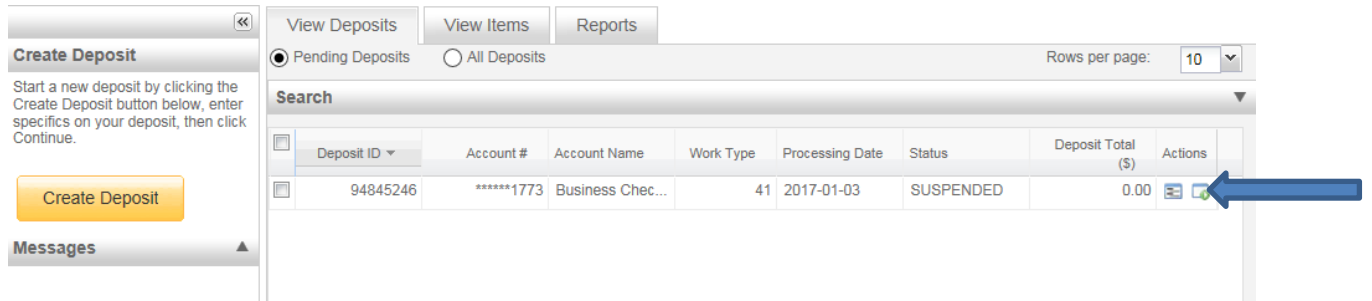 View Deposits View Items Reports
Create Deposit
Pending Deposits All Deposits Rows per page: 10
Start a new deposit by clicking the
Create Deposit button below, enter
specifics on your deposit, then click
Continue.
Search
Deposit ID Account # Account Name Work Type Processing Date Status Deposit Total ($) Actions
94845246 ******1773 Business Chec... 41 2017-01-03 SUSPENDED 0.00
Create Deposit
Messages